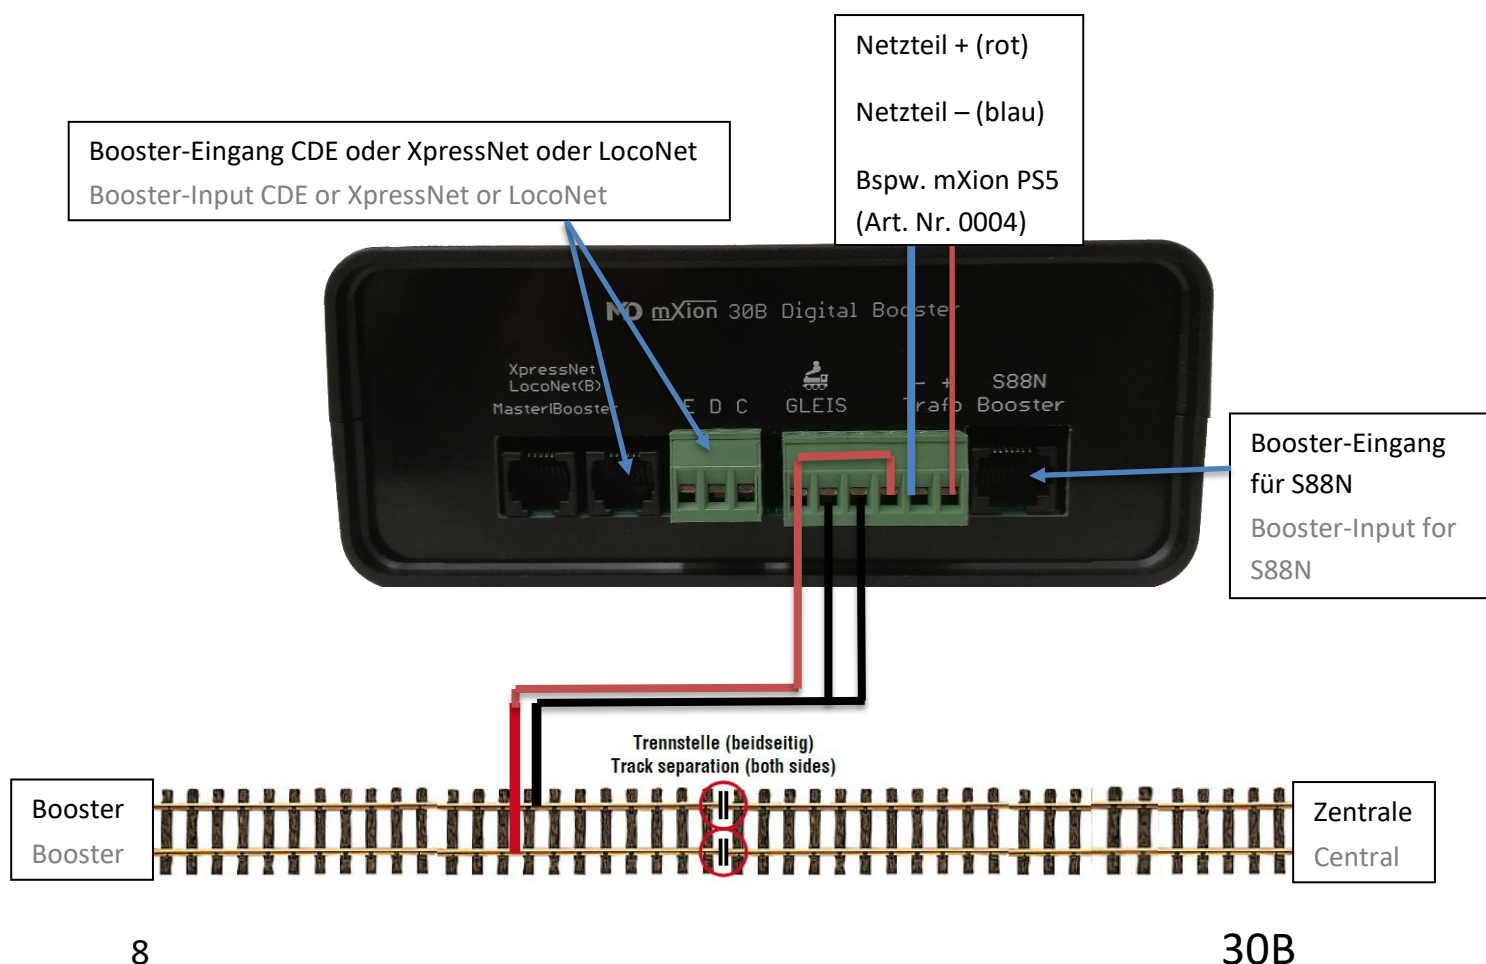 Netzteil + (rot)
Netzteil – (blau)
Bspw. mXion PS5
(Art. Nr. 0004)
Booster-Eingang CDE oder XpressNet oder LocoNet
Booster-Input CDE or XpressNet or LocoNet
MD mXion 30B Digital Booster
XpressNet
LocoNet(B)
Master|Booster
E D C
GLEIS
- +
Trafo
S88N
Booster
Booster-Eingang
für S88N
Booster-Input for
S88N
Trennstelle (beidseitig)
Track separation (both sides)
Booster
Booster
Zentrale
Central
8
30B